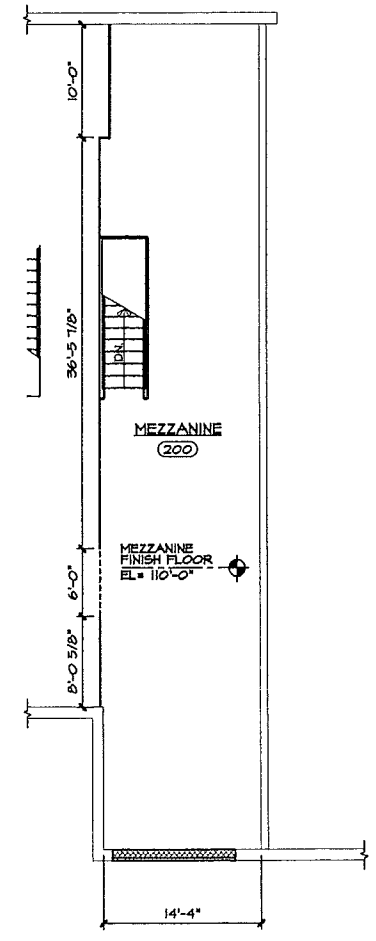 10'-0"
36'-5 7/8"
DN.
MEZZANINE
200
MEZZANINE
FINISH FLOOR
EL= 110'-0"
6'-0"
8'-0 5/8"
14'-4"